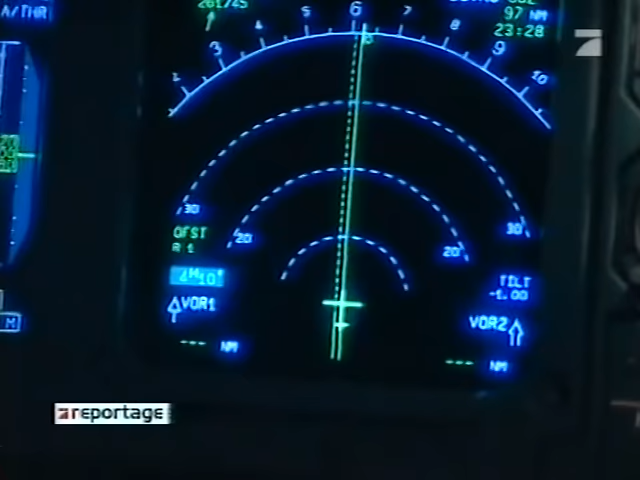 A/THR
261/45
97 NM
23:28
1 3 4 5 6 7 8 9 10
30 30
OFST
R 1
20 20
TILT
-1.00
VOR1 VOR2
--- NM --- NM
M
reportage